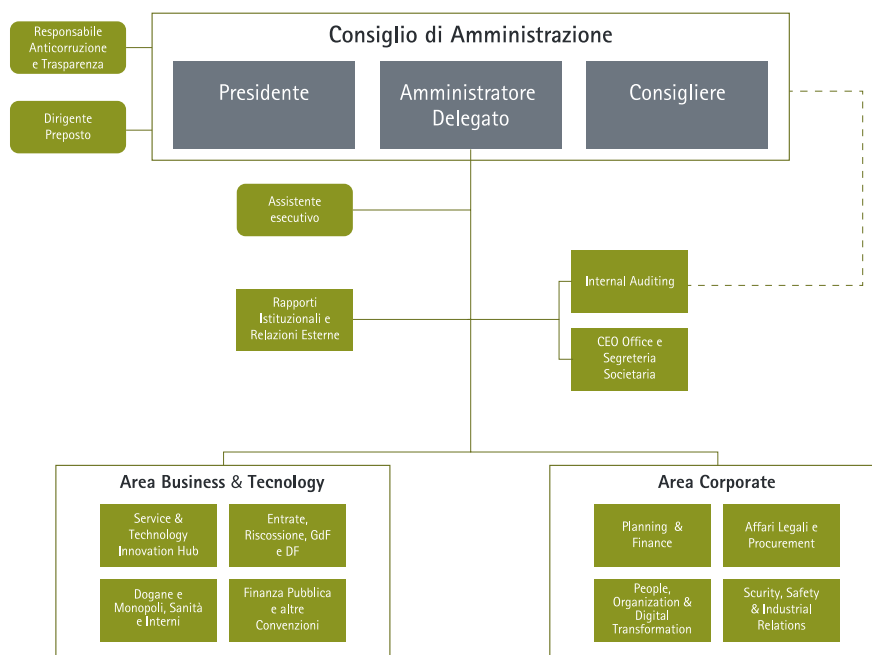 Responsabile
Anticorruzione
e Trasparenza
Dirigente
Preposto
Consiglio di Amministrazione
Presidente
Amministratore
Delegato
Consigliere
Assistente
esecutivo
Rapporti
Istituzionali e
Relazioni Esterne
Internal Auditing
CEO Office e
Segreteria
Societaria
Area Business & Tecnology
Service &
Technology
Innovation Hub
Entrate,
Riscossione, GdF
e DF
Dogane e
Monopoli, Sanità
e Interni
Finanza Pubblica
e altre
Convenzioni
Area Corporate
Planning &
Finance
Affari Legali e
Procurement
People,
Organization &
Digital
Transformation
Scurity, Safety
& Industrial
Relations